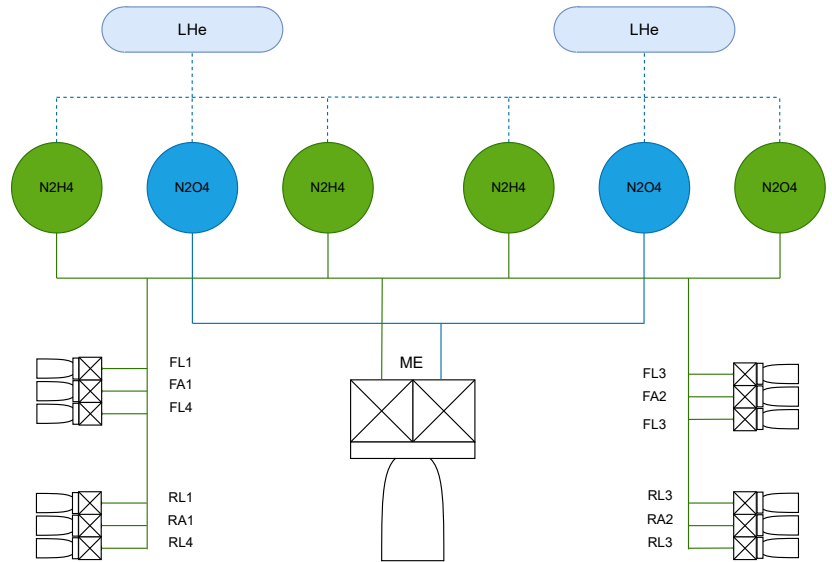 LHe
LHe
N2H4
N2O4
N2H4
N2H4
N2O4
N2O4
ME
FL1
FA1
FL4
FL3
FA2
FL3
RL1
RA1
RL4
RL3
RA2
RL3